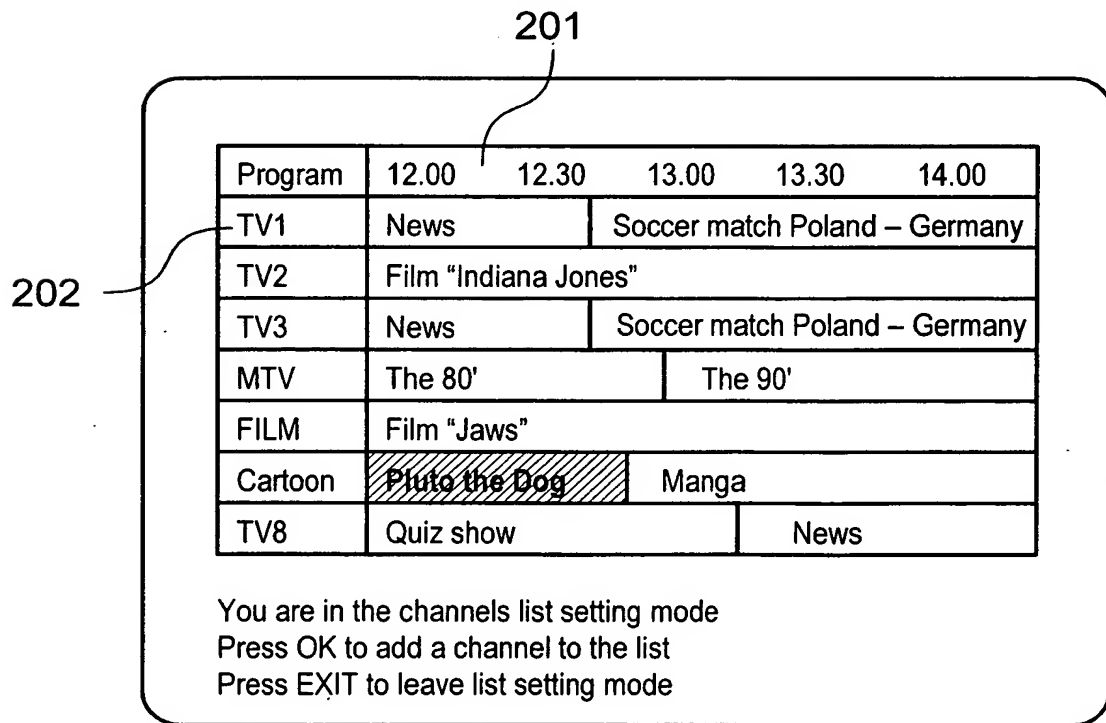 201
Program 12.00 12.30 13.00 13.30 14.00
TV1 News Soccer match Poland – Germany
202
TV2 Film “Indiana Jones”
TV3 News Soccer match Poland – Germany
MTV The 80' The 90'
FILM Film “Jaws”
Cartoon Pluto the Dog Manga
TV8 Quiz show News
You are in the channels list setting mode
Press OK to add a channel to the list
Press EXIT to leave list setting mode